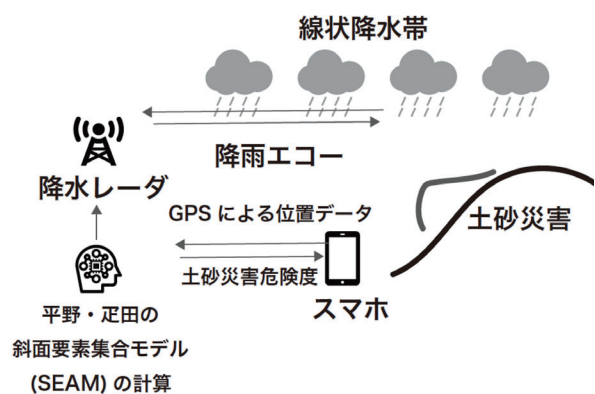 線状降水帯
降雨エコー
降水レーダ
GPS による位置データ
土砂災害
土砂災害危険度
スマホ
平野・疋田の
斜面要素集合モデル
(SEAM) の計算